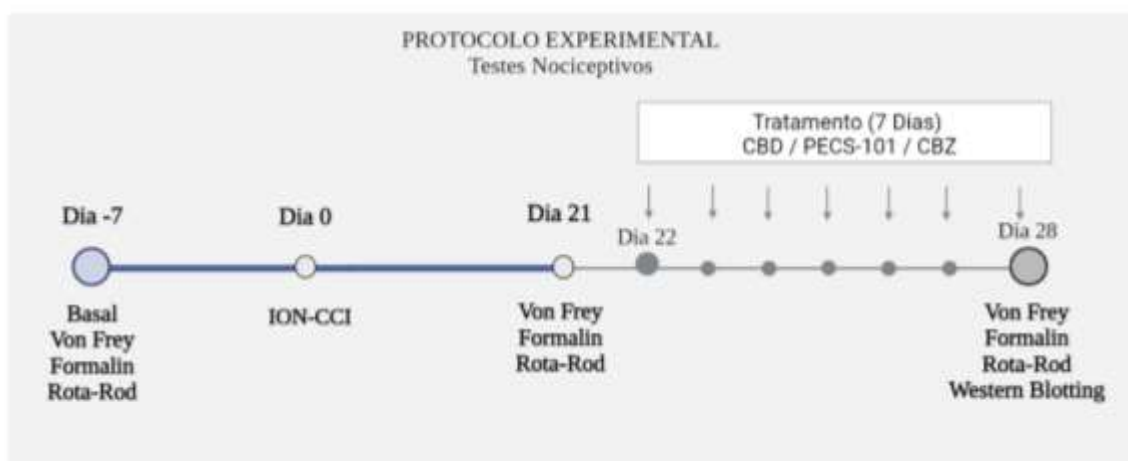 PROTOCOLO EXPERIMENTAL
Testes Nociceptivos
Tratamento (7 Dias)
CBD / PECS-101 / CBZ
Dia -7
Dia 0
Dia 21
Dia 22
Dia 28
Basal
Von Frey
Formalin
Rota-Rod
ION-CCI
Von Frey
Formalin
Rota-Rod
Von Frey
Formalin
Rota-Rod
Western Blotting